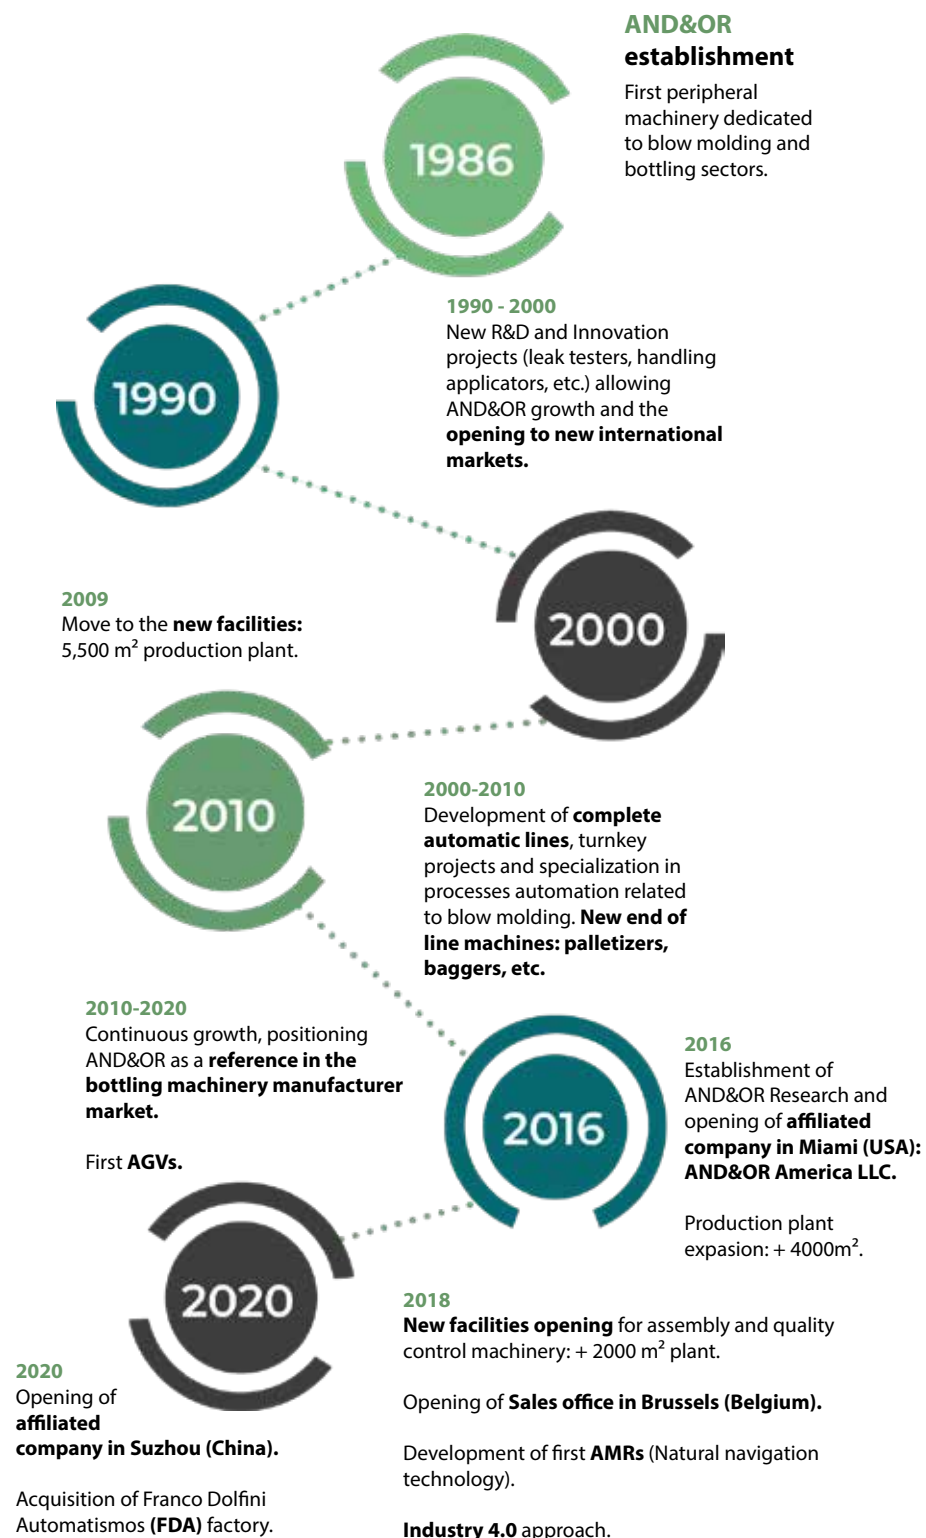 AND&OR
establishment
First peripheral
machinery dedicated
to blow molding and
bottling sectors.
1986
1990 - 2000
New R&D and Innovation
projects (leak testers, handling
applicators, etc.) allowing
AND&OR growth and the
opening to new international
markets.
1990
2000
2009
Move to the new facilities:
5,500 m² production plant.
2010
2000-2010
Development of complete
automatic lines, turnkey
projects and specialization in
processes automation related
to blow molding. New end of
line machines: palletizers,
baggers, etc.
2010-2020
Continuous growth, positioning
AND&OR as a reference in the
bottling machinery manufacturer
market.
First AGVs.
2016
2016
Establishment of
AND&OR Research and
opening of affiliated
company in Miami (USA):
AND&OR America LLC.
Production plant
expasion: + 4000m².
2020
2018
New facilities opening for assembly and quality
control machinery: + 2000 m² plant.
Opening of Sales office in Brussels (Belgium).
Development of first AMRs (Natural navigation
technology).
Industry 4.0 approach.
2020
Opening of
affiliated
company in Suzhou (China).
Acquisition of Franco Dolfini
Automatismos (FDA) factory.